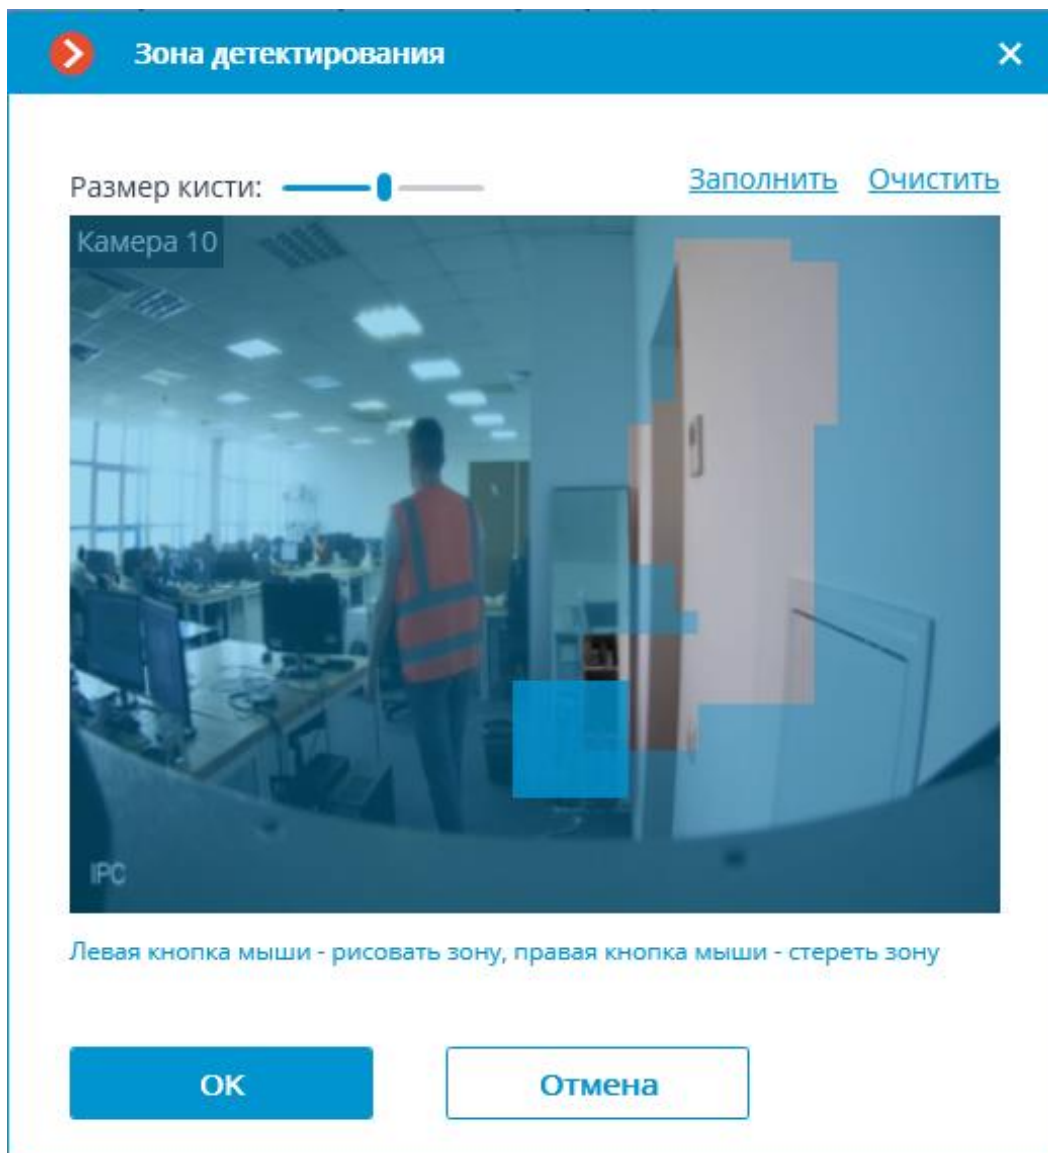 Зона детектирования
Размер кисти:
Заполнить Очистить
Камера 10
IPC
Левая кнопка мыши - рисовать зону, правая кнопка мыши - стереть зону
ОК
Отмена